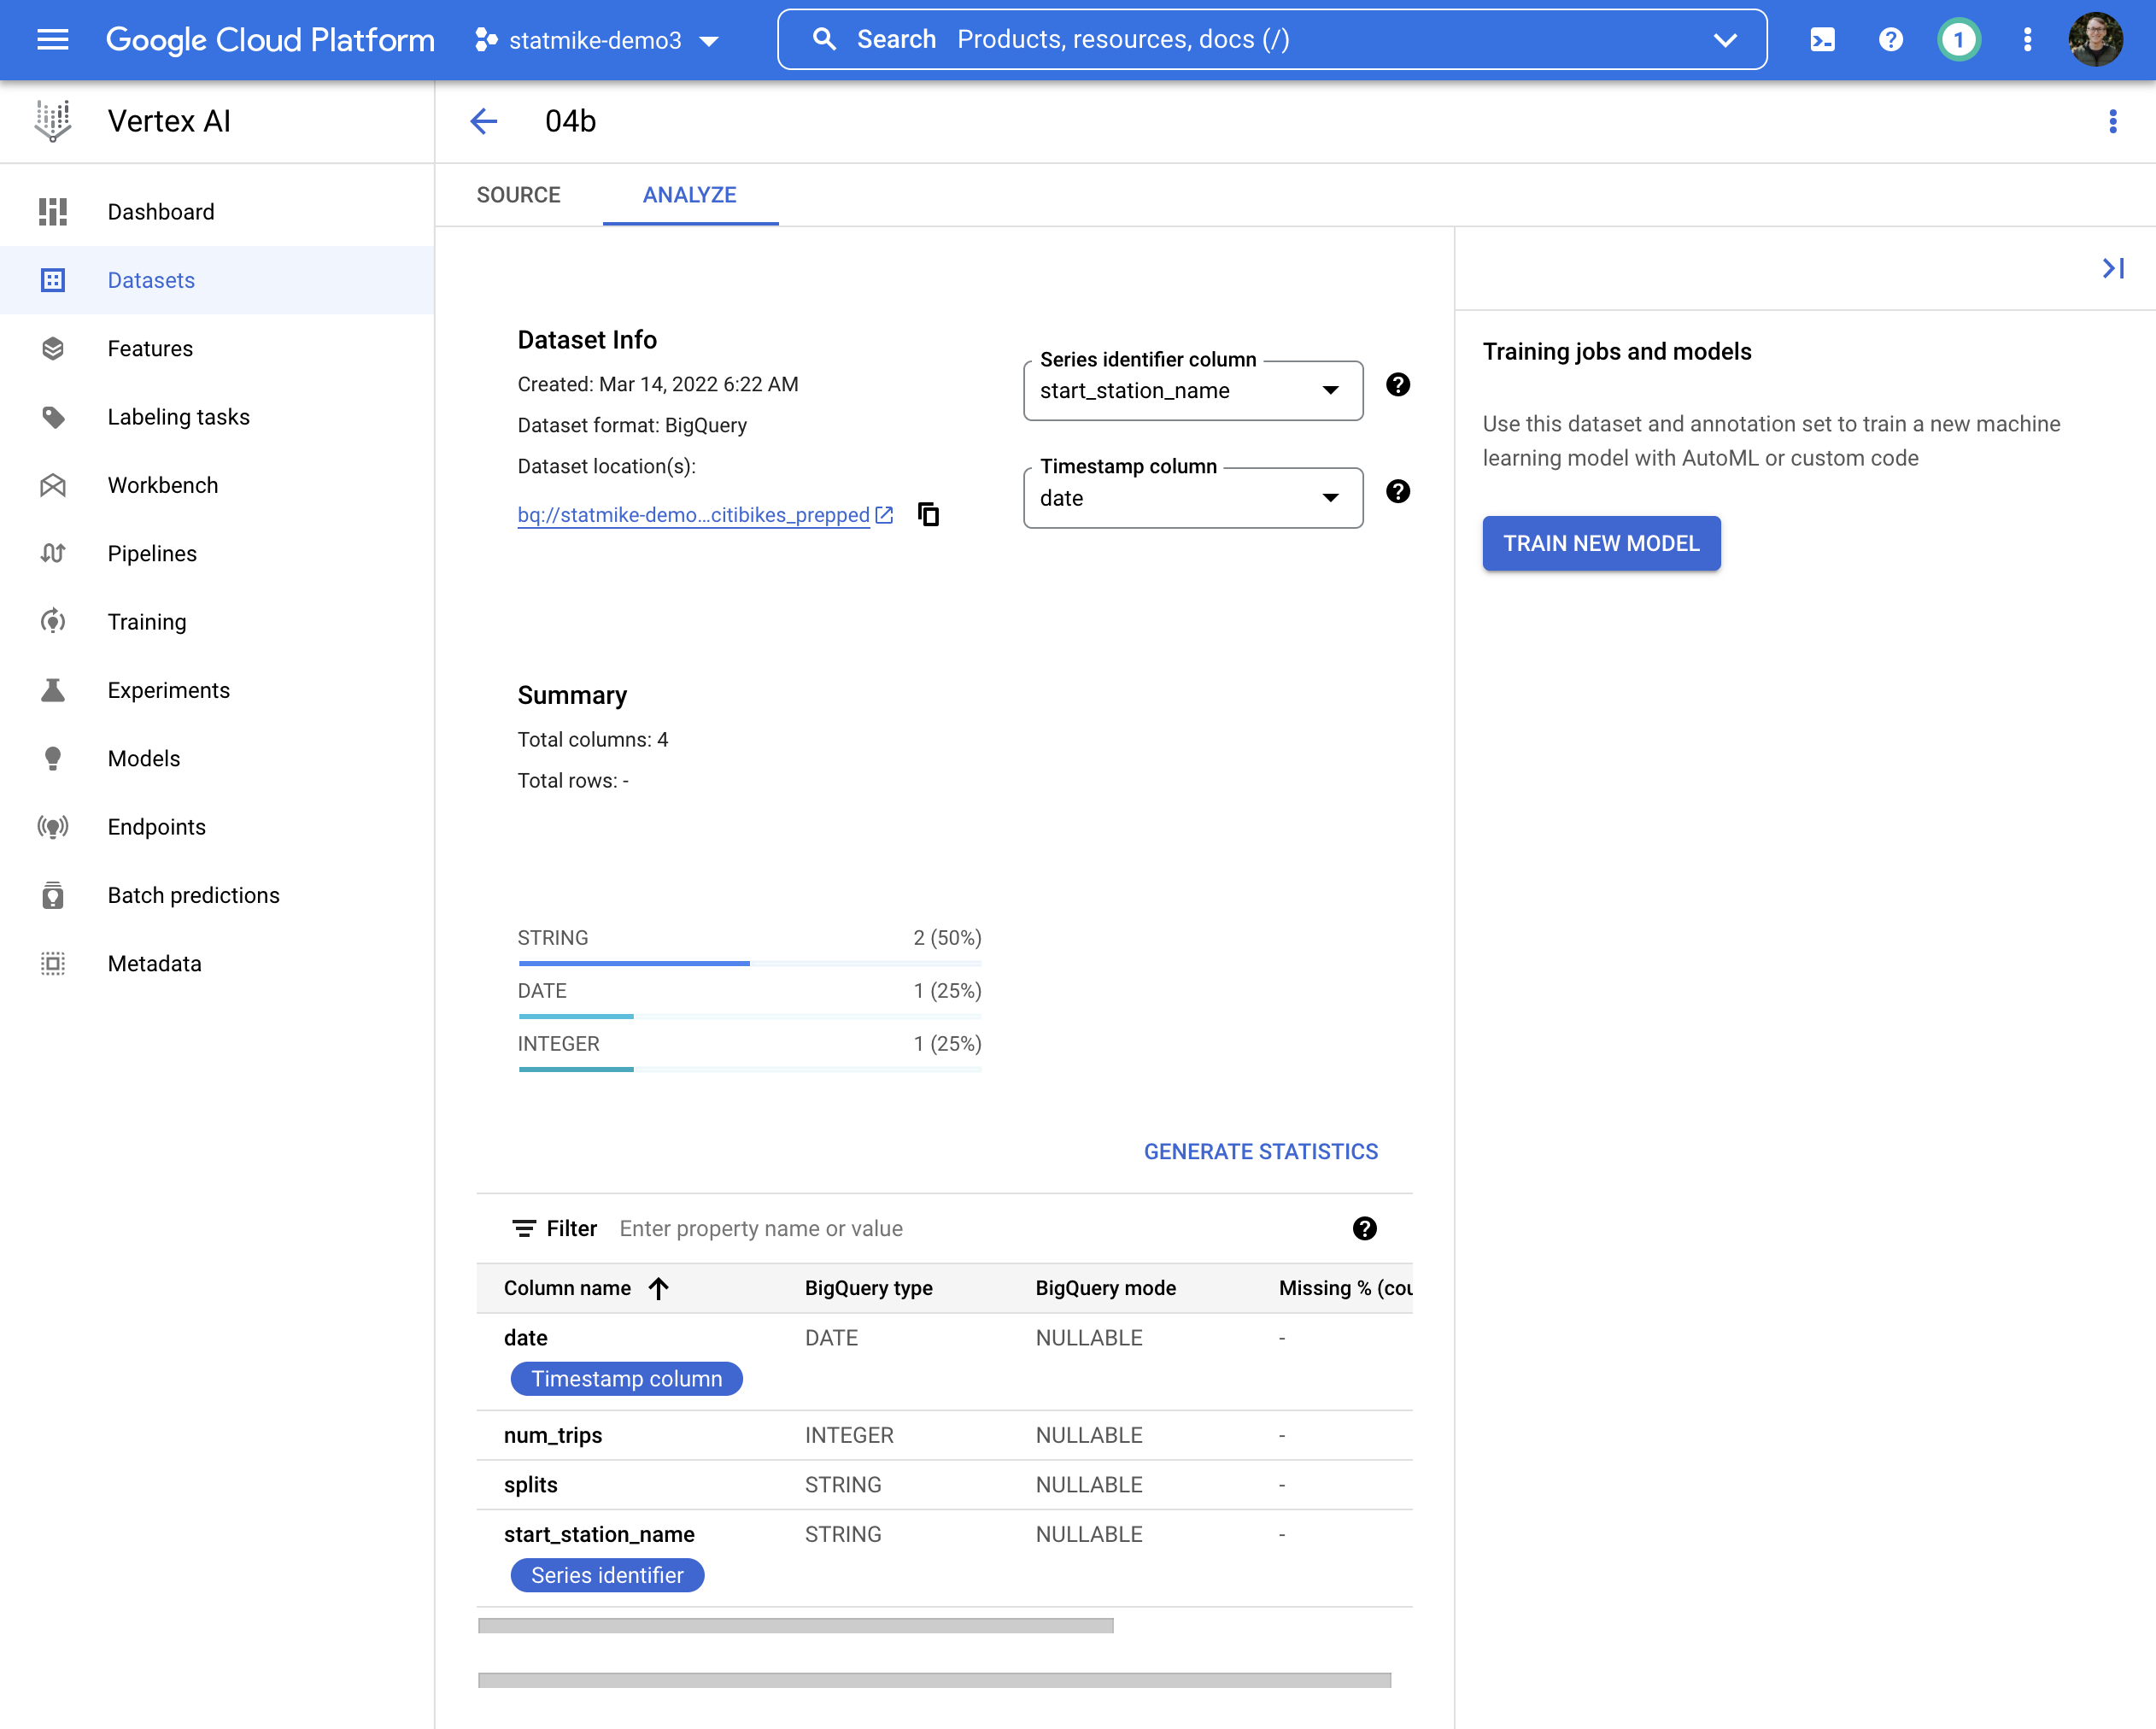 Google Cloud Platform
statmike-demo3
Search Products, resources, docs (/)
1
Vertex AI
04b
Dashboard
Datasets
Features
Labeling tasks
Workbench
Pipelines
Training
Experiments
Models
Endpoints
Batch predictions
Metadata
SOURCE
ANALYZE
Dataset Info
Created: Mar 14, 2022 6:22 AM
Dataset format: BigQuery
Dataset location(s):
bq://statmike-demo...citibikes_prepped
Series identifier column
start_station_name
Timestamp column
date
Summary
Total columns: 4
Total rows: -
STRING 2 (50%)
DATE 1 (25%)
INTEGER 1 (25%)
GENERATE STATISTICS
Filter Enter property name or value
Column name BigQuery type BigQuery mode Missing % (cou
date DATE NULLABLE -
Timestamp column
num_trips INTEGER NULLABLE -
splits STRING NULLABLE -
start_station_name STRING NULLABLE -
Series identifier
Training jobs and models
Use this dataset and annotation set to train a new machine
learning model with AutoML or custom code
TRAIN NEW MODEL